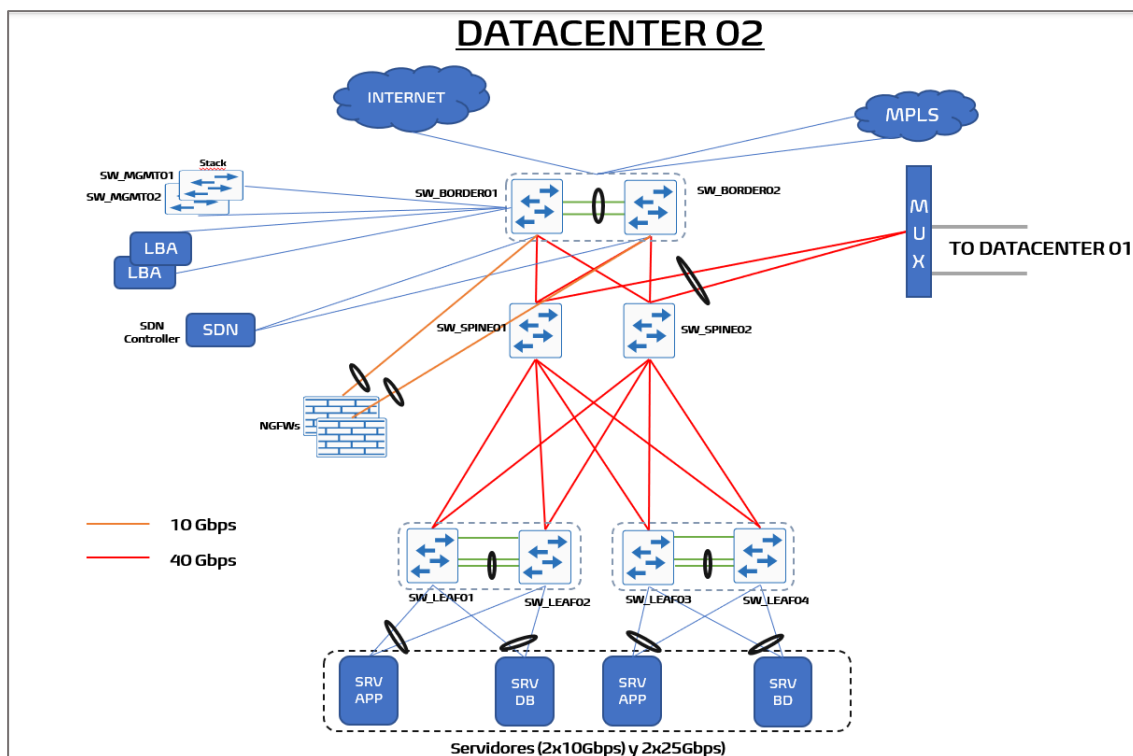 DATACENTER 02
INTERNET
MPLS
Stack
SW_MGMT01
SW_MGMT02
SW_BORDER01
SW_BORDER02
MUX
TO DATACENTER 01
LBA
LBA
SDN
Controller
SDN
SW_SPINE01
SW_SPINE02
NGFWs
10 Gbps
40 Gbps
SW_LEAF01
SW_LEAF02
SW_LEAF03
SW_LEAF04
SRV
APP
SRV
DB
SRV
APP
SRV
BD
Servidores (2x10Gbps) y 2x25Gbps)